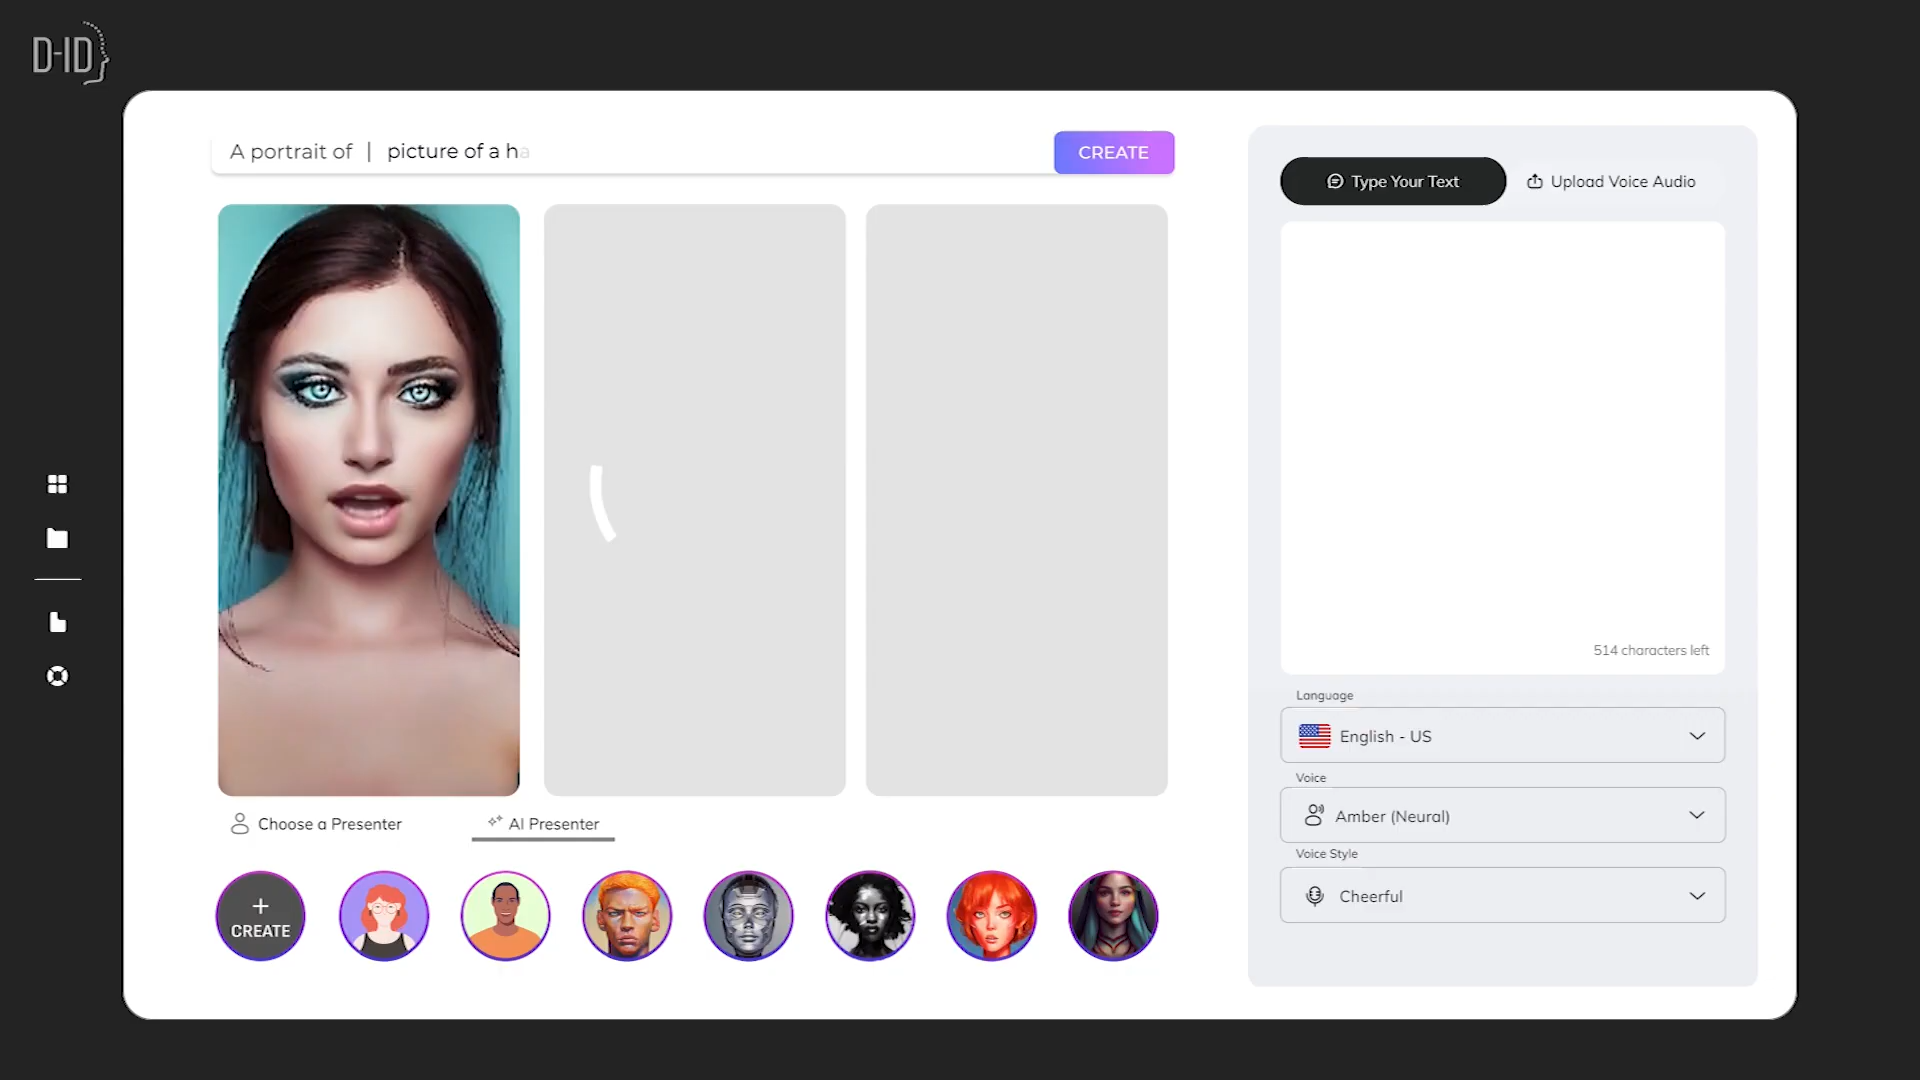 D-ID
A portrait of | picture of a ha
CREATE
Type Your Text
Upload Voice Audio
514 characters left
Language
English - US
Voice
Amber (Neural)
Voice Style
Cheerful
Choose a Presenter
AI Presenter
+
CREATE